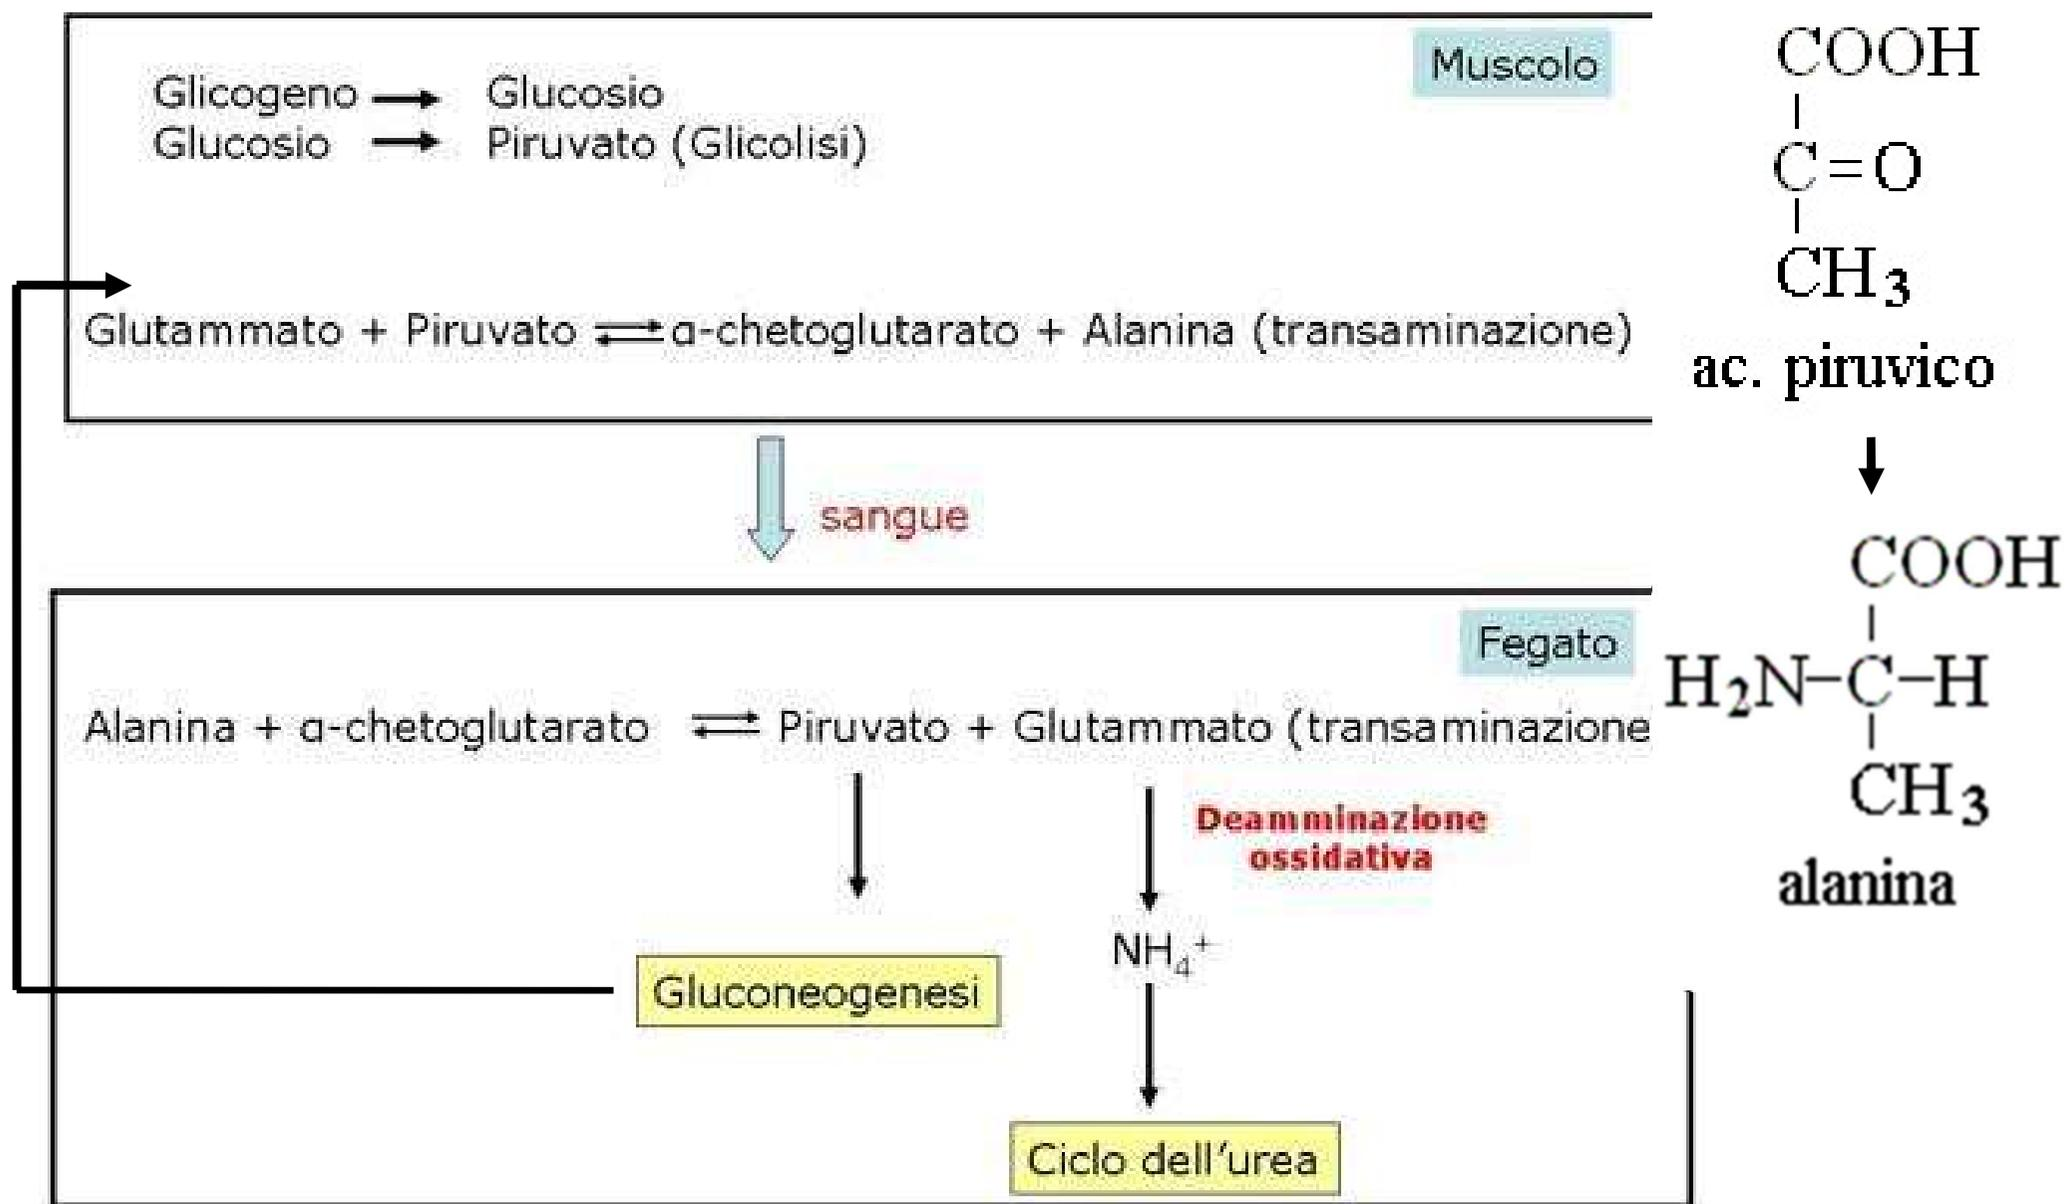 Muscolo
Glicogeno → Glucosio
Glucosio → Piruvato (Glicolisi)
Glutammato + Piruvato ⇌ α-chetoglutarato + Alanina (transaminazione)
sangue
Fegato
Alanina + α-chetoglutarato ⇌ Piruvato + Glutammato (transaminazione
Deamminazione
ossidativa
NH₄⁺
Gluconeogenesi
Ciclo dell'urea
COOH
C=O
CH₃
ac. piruvico
COOH
H₂N-C-H
CH₃
alanina